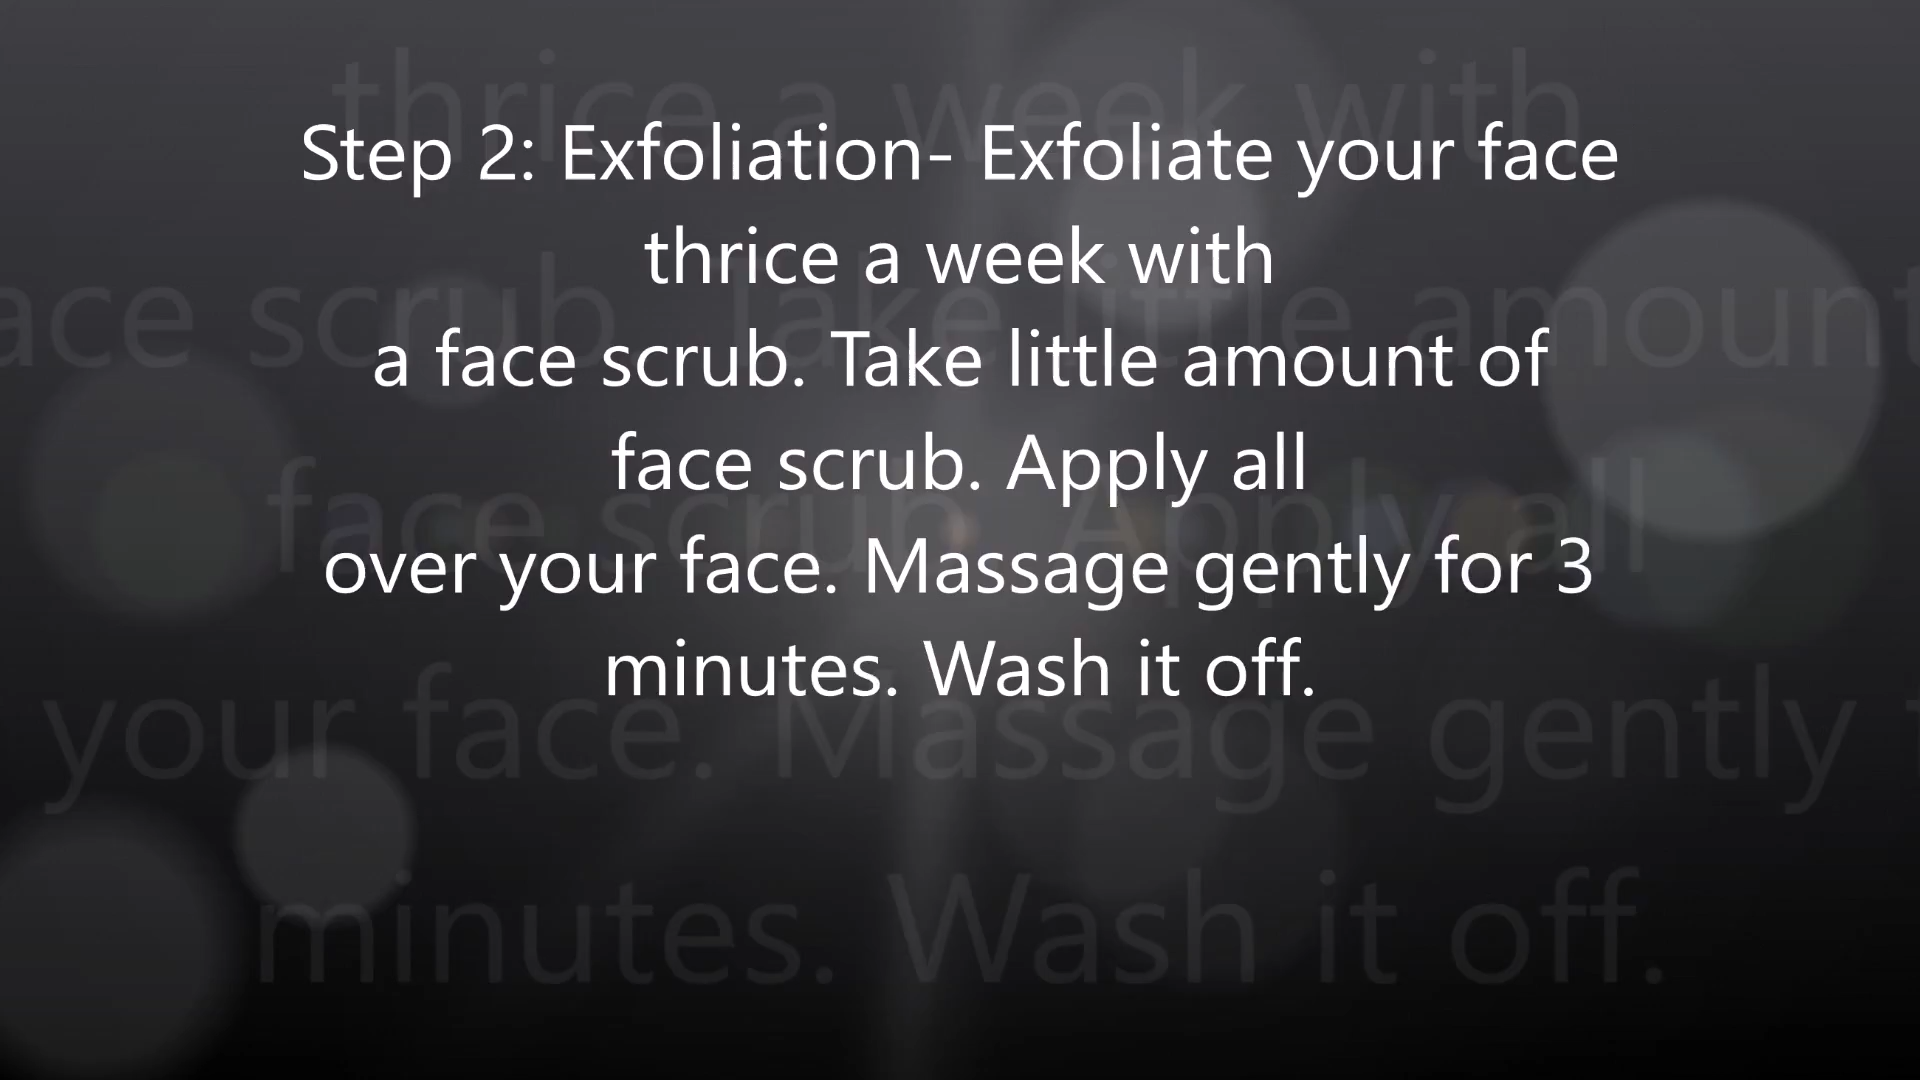 Step 2: Exfoliation- Exfoliate your face
thrice a week with
a face scrub. Take little amount of
face scrub. Apply all
over your face. Massage gently for 3
minutes. Wash it off.